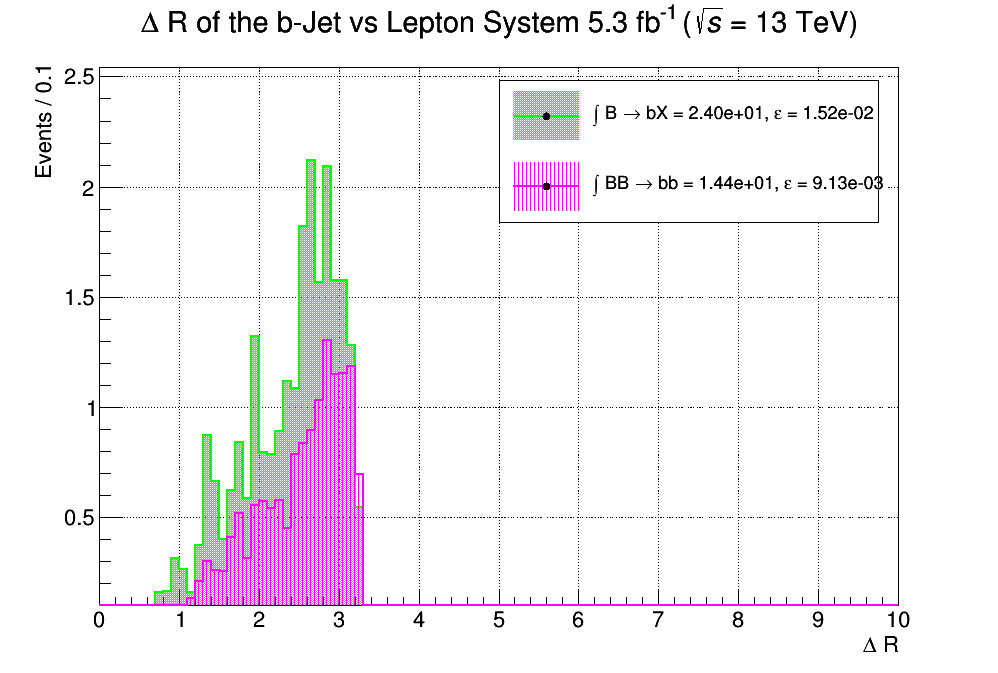 Δ R of the b-Jet vs Lepton System 5.3 fb⁻¹ (√s = 13 TeV)
Events / 0.1
2.5
2
1.5
1
0.5
∫ B → bX = 2.40e+01, ε = 1.52e-02
∫ BB → bb = 1.44e+01, ε = 9.13e-03
0 1 2 3 4 5 6 7 8 9 10
Δ R